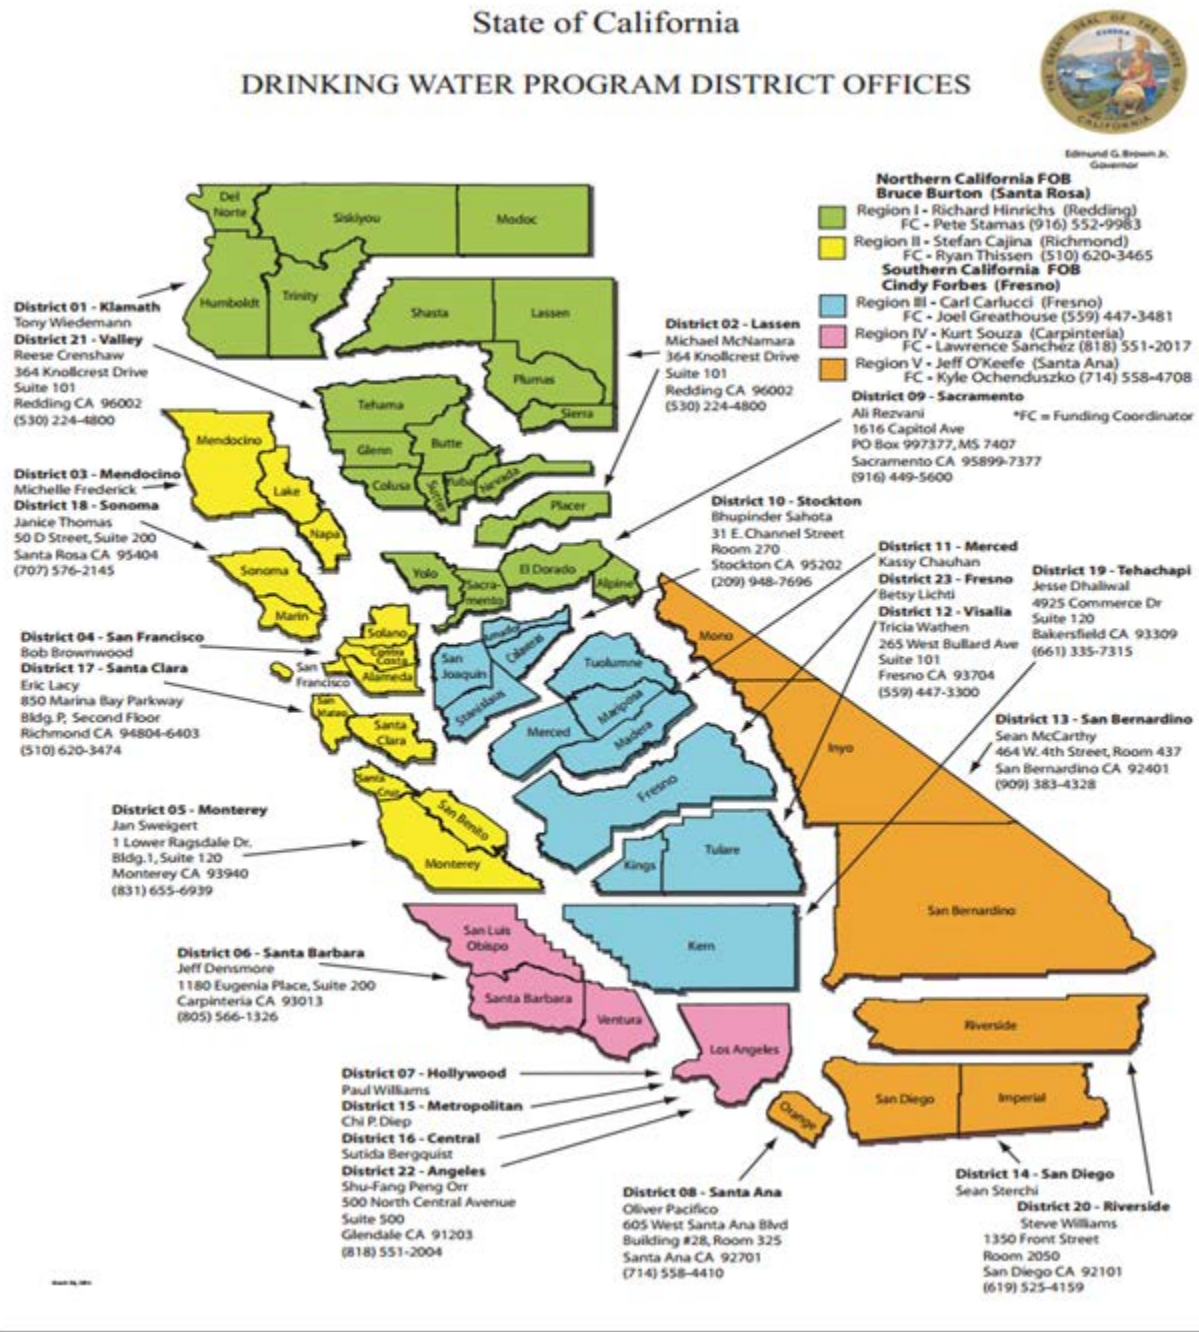 State of California
DRINKING WATER PROGRAM DISTRICT OFFICES
THE GREAT SEAL OF THE STATE OF CALIFORNIA
EUREKA
Edmund G. Brown Jr.
Governor
Northern California FOB
Bruce Burton (Santa Rosa)
Region I - Richard Hinrichs (Redding)
FC - Pete Stamas (916) 552-9983
Region II - Stefan Cajina (Richmond)
FC - Ryan Thissen (510) 620-3465
Southern California FOB
Cindy Forbes (Fresno)
Region III - Carl Carlucci (Fresno)
FC - Joel Greathouse (559) 447-3481
Region IV - Kurt Souza (Carpinteria)
FC - Lawrence Sanchez (818) 551-2017
Region V - Jeff O'Keefe (Santa Ana)
FC - Kyle Ochenduszko (714) 558-4708
*FC = Funding Coordinator
Del
Norte
Siskiyou
Modoc
Humboldt
Trinity
Shasta
Lassen
Plumas
Sierra
Tehama
Glenn
Butte
Colusa
Sutter
Yuba
Nevada
Placer
Yolo
Sacra-
mento
El Dorado
Alpine
District 01 - Klamath
Tony Wiedemann
District 21 - Valley
Reese Crenshaw
364 Knollcrest Drive
Suite 101
Redding CA 96002
(530) 224-4800
District 02 - Lassen
Michael McNamara
364 Knollcrest Drive
Suite 101
Redding CA 96002
(530) 224-4800
District 09 - Sacramento
Ali Rezvani
1616 Capitol Ave
PO Box 997377, MS 7407
Sacramento CA 95899-7377
(916) 449-5600
Mendocino
Lake
Napa
Sonoma
Marin
District 03 - Mendocino
Michelle Frederick
District 18 - Sonoma
Janice Thomas
50 D Street, Suite 200
Santa Rosa CA 95404
(707) 576-2145
District 10 - Stockton
Bhupinder Sahota
31 E. Channel Street
Room 270
Stockton CA 95202
(209) 948-7696
District 11 - Merced
Kassy Chauhan
District 23 - Fresno
Betsy Lichti
District 12 - Visalia
Tricia Wathen
265 West Bullard Ave
Suite 101
Fresno CA 93704
(559) 447-3300
District 19 - Tehachapi
Jesse Dhaliwal
4925 Commerce Dr
Suite 120
Bakersfield CA 93309
(661) 335-7315
Solano
Contra
Costa
San
Francisco
Alameda
San
Mateo
Santa
Clara
District 04 - San Francisco
Bob Brownwood
District 17 - Santa Clara
Eric Lacy
850 Marina Bay Parkway
Bldg. P, Second Floor
Richmond CA 94804-6403
(510) 620-3474
Amador
Calaveras
San
Joaquin
Stanislaus
Tuolumne
Mariposa
Merced
Madera
Fresno
Kings
Tulare
Kern
Mono
Inyo
San Bernardino
District 13 - San Bernardino
Sean McCarthy
464 W. 4th Street, Room 437
San Bernardino CA 92401
(909) 383-4328
Santa
Cruz
San Benito
Monterey
District 05 - Monterey
Jan Sweigert
1 Lower Ragsdale Dr.
Bldg.1, Suite 120
Monterey CA 93940
(831) 655-6939
San Luis
Obispo
Santa Barbara
Ventura
Los Angeles
District 06 - Santa Barbara
Jeff Densmore
1180 Eugenia Place, Suite 200
Carpinteria CA 93013
(805) 566-1326
Riverside
San Diego
Imperial
Orange
District 07 - Hollywood
Paul Williams
District 15 - Metropolitan
Chi P. Diep
District 16 - Central
Sutida Bergquist
District 22 - Angeles
Shu-Fang Peng Orr
500 North Central Avenue
Suite 500
Glendale CA 91203
(818) 551-2004
District 08 - Santa Ana
Oliver Pacifico
605 West Santa Ana Blvd
Building #28, Room 325
Santa Ana CA 92701
(714) 558-4410
District 14 - San Diego
Sean Sterchi
District 20 - Riverside
Steve Williams
1350 Front Street
Room 2050
San Diego CA 92101
(619) 525-4159